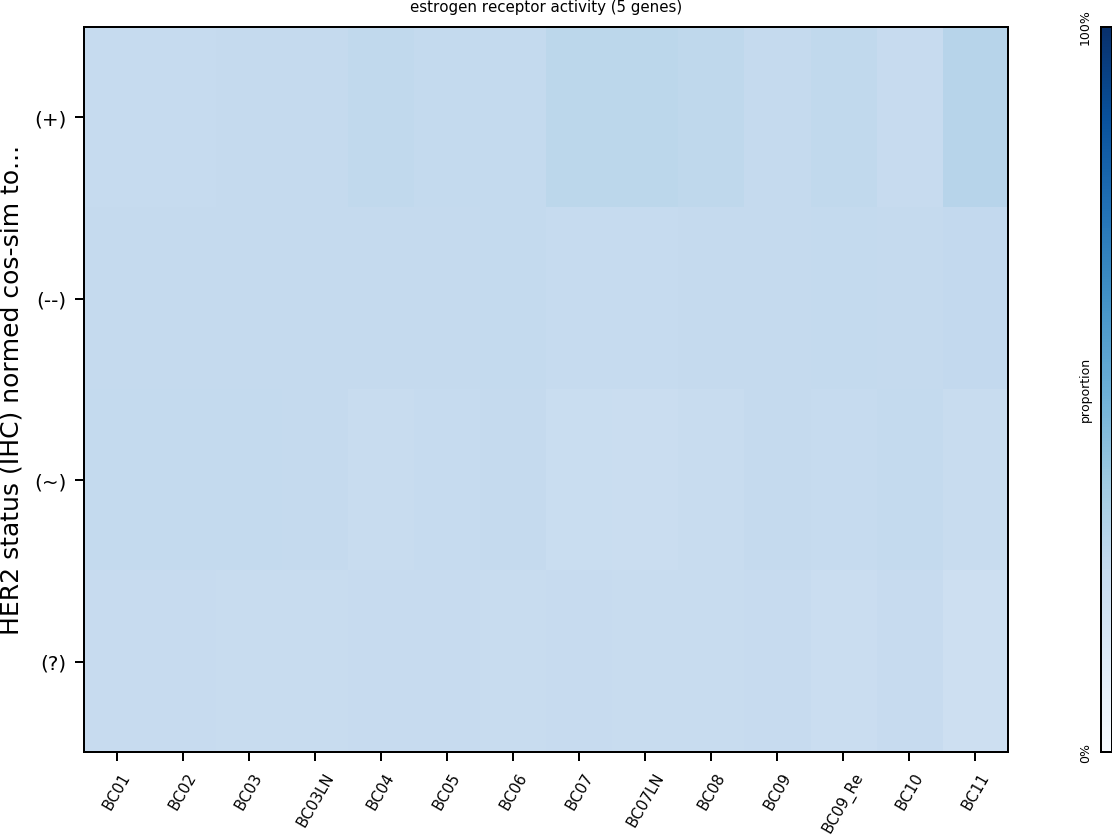 estrogen receptor activity (5 genes)
HER2 status (IHC) normed cos-sim to...
(+)
(--)
(~)
(?)
BC01
BC02
BC03
BC03LN
BC04
BC05
BC06
BC07
BC07LN
BC08
BC09
BC09_Re
BC10
BC11
100%
proportion
0%